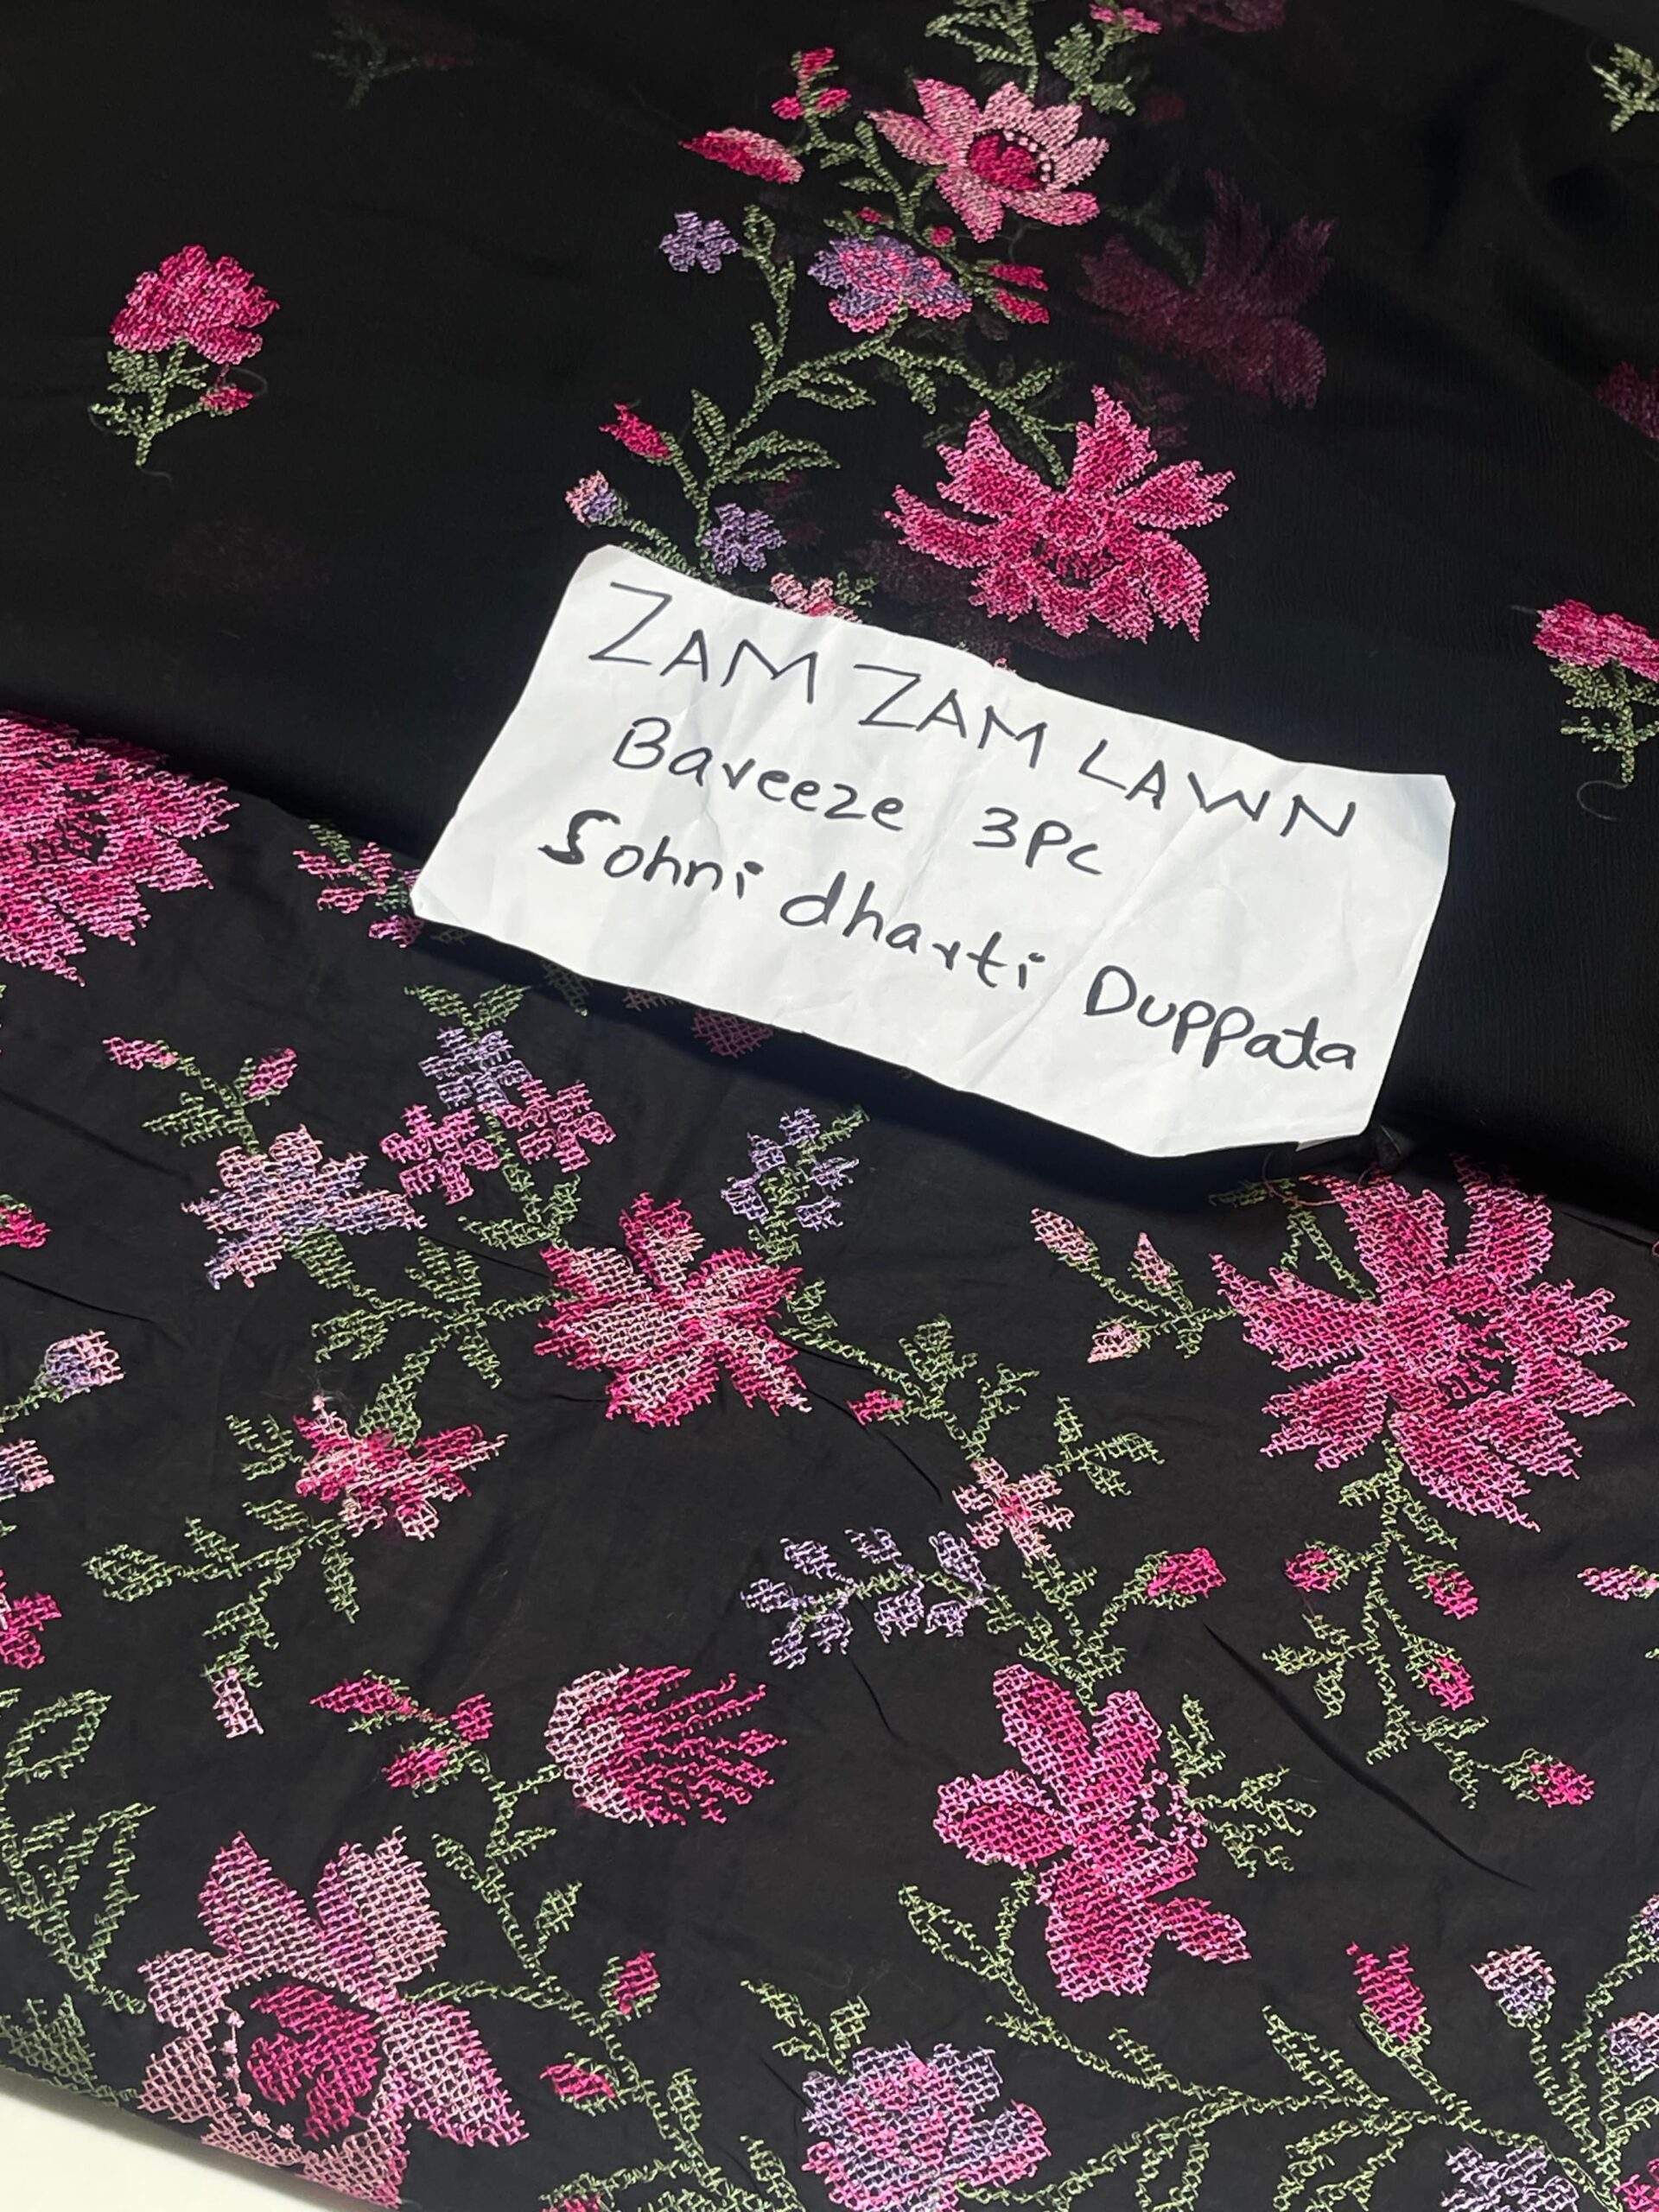 ZAM ZAM LAWN
Baveeze 3PC
Sohni dharti Duppata